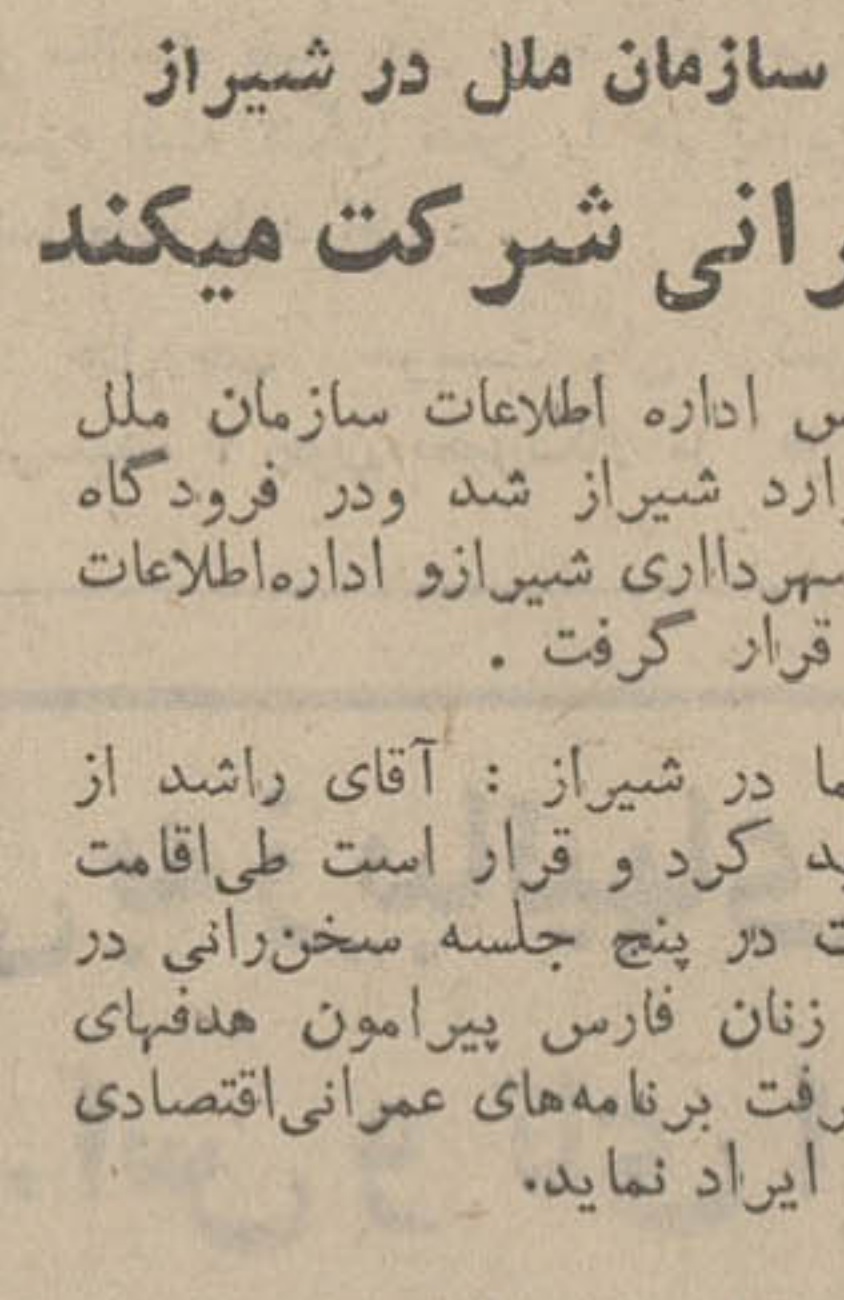 سازمان ملل در شیراز
رانی شرکت میکند
س اداره اطلاعات سازمان ملل
ارد شیراز شد ودر فرودگاه
سهرداری شیرازو اداره‌اطلاعات
قرار گرفت .
ما در شیراز : آقای راشد از
ید کرد و قرار است طی‌اقامت
ت در پنج جلسه سخن‌رانی در
زنان فارس پیرامون هدفهای
رفت برنامه‌های عمرانی‌اقتصادی
ایراد نماید.